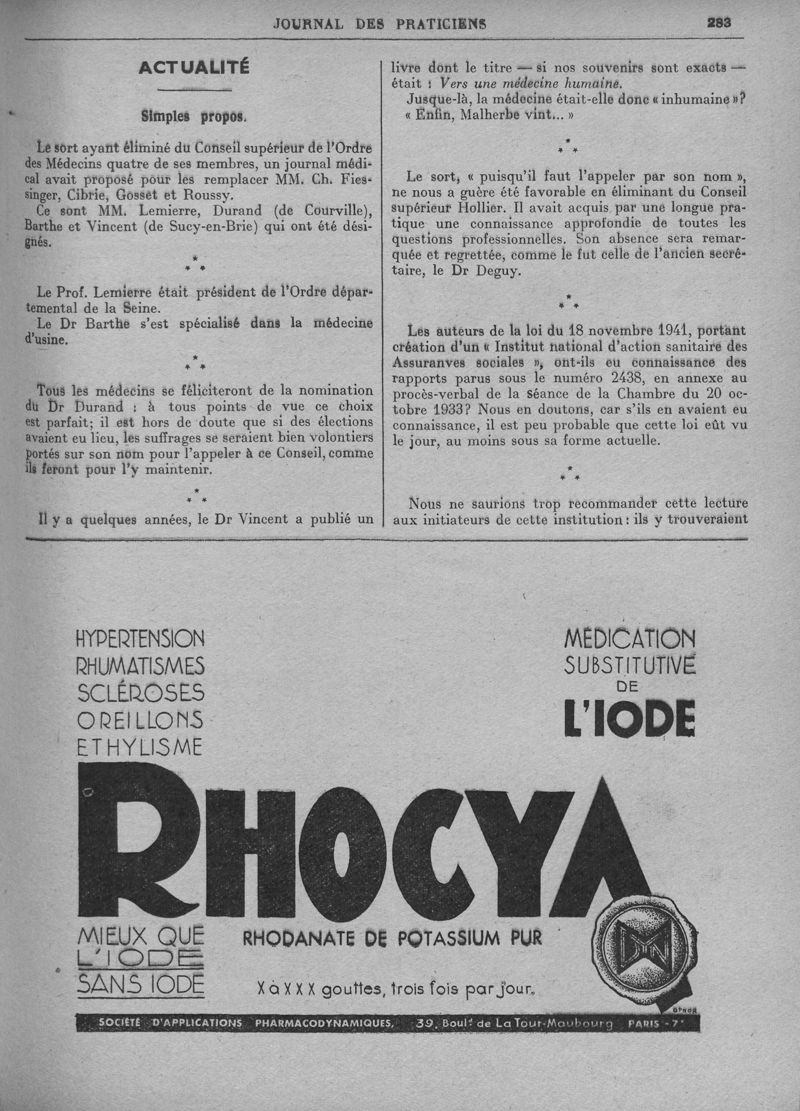 JOURNAL DES PRATICIENS
283
ACTUALITÉ
Simples propos.
Le sort ayant éliminé du Conseil supérieur de l'Ordre
des Médecins quatre de ses membres, un journal médi-
cal avait proposé pour les remplacer MM. Ch. Fies-
singer, Cibrie, Gosset et Roussy.
Ce sont MM. Lemierre, Durand (de Courville),
Barthe et Vincent (de Sucy-en-Brie) qui ont été dési-
gnés.
* * *
Le Prof. Lemierre était président de l'Ordre dépar-
temental de la Seine.
Le Dr Barthe s'est spécialisé dans la médecine
d'usine.
* * *
Tous les médecins se féliciteront de la nomination
du Dr Durand : à tous points de vue ce choix
est parfait; il est hors de doute que si des élections
avaient eu lieu, les suffrages se seraient bien volontiers
portés sur son nom pour l'appeler à ce Conseil, comme
ils feront pour l'y maintenir.
* * *
Il y a quelques années, le Dr Vincent a publié un
livre dont le titre — si nos souvenirs sont exacts —
était : Vers une médecine humaine.
Jusque-là, la médecine était-elle donc « inhumaine »?
« Enfin, Malherbe vint... »
* * *
Le sort, « puisqu'il faut l'appeler par son nom »,
ne nous a guère été favorable en éliminant du Conseil
supérieur Hollier. Il avait acquis par une longue pra-
tique une connaissance approfondie de toutes les
questions professionnelles. Son absence sera remar-
quée et regrettée, comme le fut celle de l'ancien secré-
taire, le Dr Deguy.
* * *
Les auteurs de la loi du 18 novembre 1941, portant
création d'un « Institut national d'action sanitaire des
Assuranves sociales », ont-ils eu connaissance des
rapports parus sous le numéro 2438, en annexe au
procès-verbal de la séance de la Chambre du 20 oc-
tobre 1933? Nous en doutons, car s'ils en avaient eu
connaissance, il est peu probable que cette loi eût vu
le jour, au moins sous sa forme actuelle.
* * *
Nous ne saurions trop recommander cette lecture
aux initiateurs de cette institution: ils y trouveraient
HYPERTENSION
RHUMATISMES
SCLÉROSES
OREILLONS
ETHYLISME
MÉDICATION
SUBSTITUTIVE
DE
L'IODE
RHOCYA
MIEUX QUE
L'IODE
SANS IODE
RHODANATE DE POTASSIUM PUR
X à XXX gouttes, trois fois par jour.
SOCIÉTÉ D'APPLICATIONS PHARMACODYNAMIQUES, 39, Boulᵈ de La Tour-Maubourg PARIS - 7ᵉ